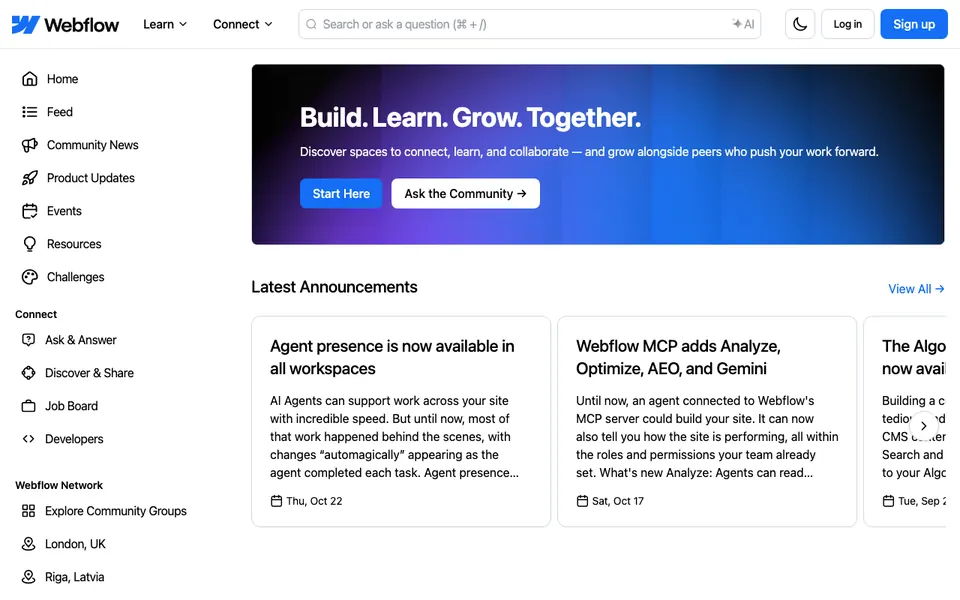 Webflow
Learn
Connect
Search or ask a question (⌘ + /)
AI
Log in
Sign up
Home
Feed
Community News
Product Updates
Events
Resources
Challenges
Connect
Ask & Answer
Discover & Share
Job Board
Developers
Webflow Network
Explore Community Groups
London, UK
Riga, Latvia
Build. Learn. Grow. Together.
Discover spaces to connect, learn, and collaborate — and grow alongside peers who push your work forward.
Start Here
Ask the Community →
Latest Announcements
View All →
Agent presence is now available in
all workspaces
AI Agents can support work across your site
with incredible speed. But until now, most of
that work happened behind the scenes, with
changes “automagically” appearing as the
agent completed each task. Agent presence...
Thu, Oct 22
Webflow MCP adds Analyze,
Optimize, AEO, and Gemini
Until now, an agent connected to Webflow's
MCP server could build your site. It can now
also tell you how the site is performing, all within
the roles and permissions your team already
set. What's new Analyze: Agents can read...
Sat, Oct 17
The Algo
now avai
Building a c
CMS
Search and
to your Algo
Tue, Sep 2